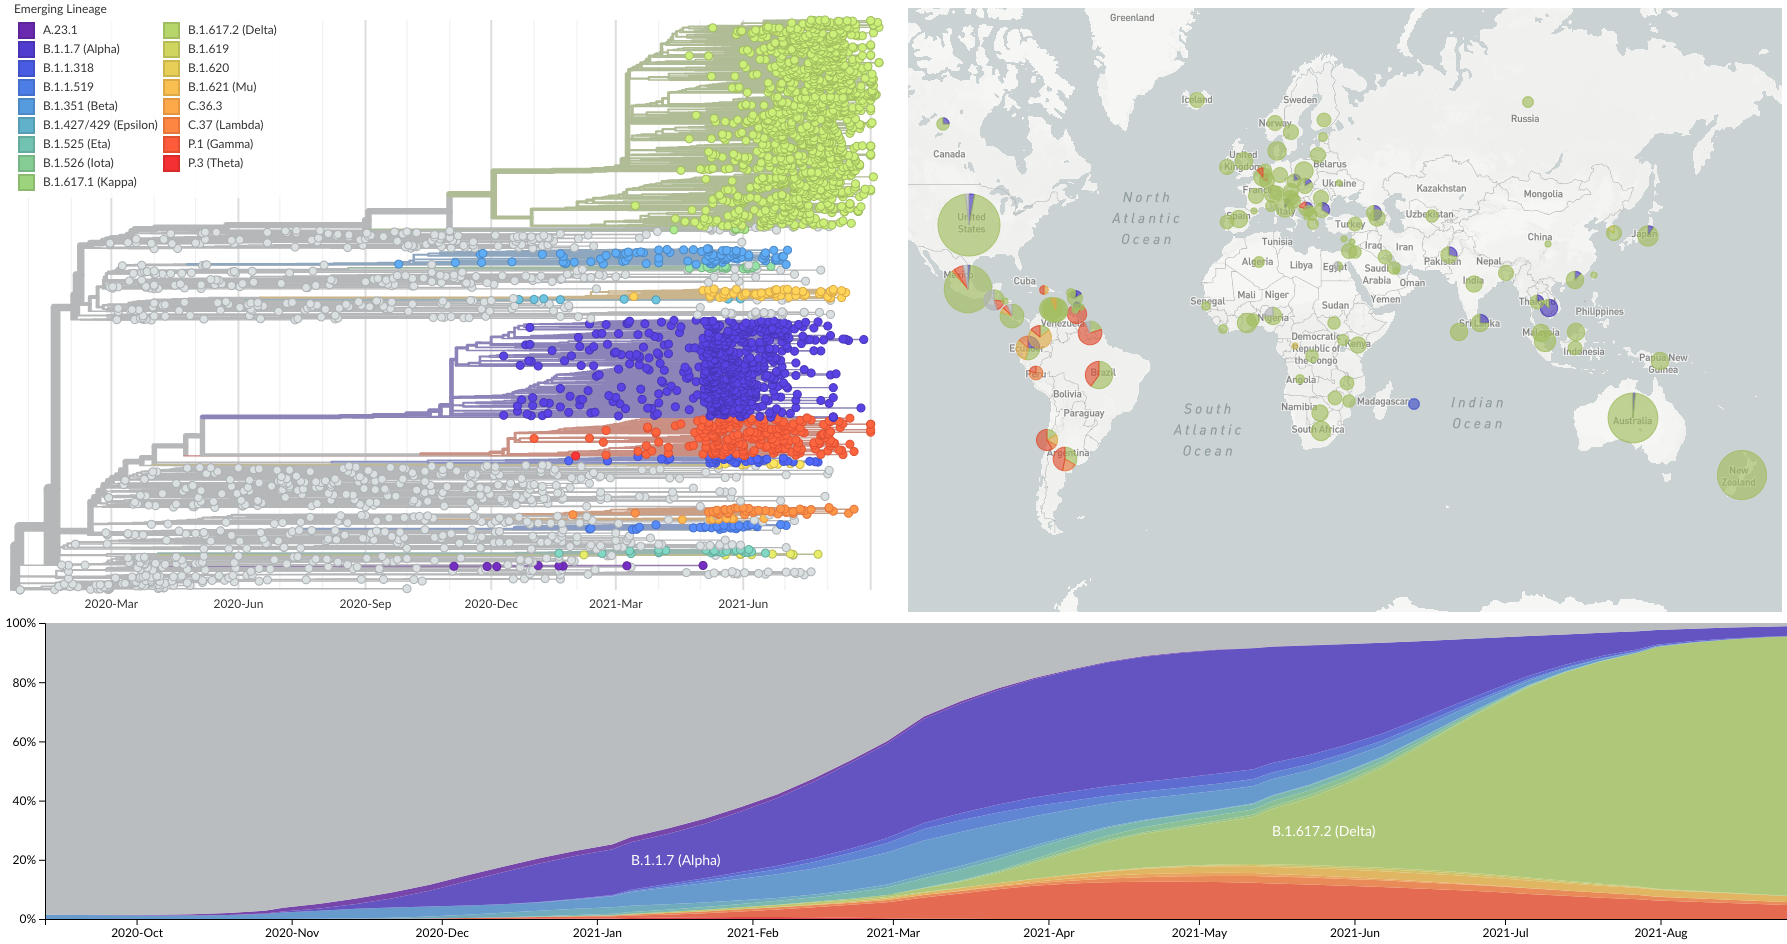 Emerging Lineage
A.23.1
B.1.1.7 (Alpha)
B.1.1.318
B.1.1.519
B.1.351 (Beta)
B.1.427/429 (Epsilon)
B.1.525 (Eta)
B.1.526 (Iota)
B.1.617.1 (Kappa)
B.1.617.2 (Delta)
B.1.619
B.1.620
B.1.621 (Mu)
C.36.3
C.37 (Lambda)
P.1 (Gamma)
P.3 (Theta)
2020-Mar
2020-Jun
2020-Sep
2020-Dec
2021-Mar
2021-Jun
Greenland
Iceland
Sweden
Norway
Russia
Canada
United
Kingdom
Belarus
France
Ukraine
Kazakhstan
Mongolia
North
Atlantic
Ocean
United
States
Spain
Italy
Turkey
Uzbekistan
China
Japan
Tunisia
Iraq
Iran
Pakistan
Nepal
Algeria
Libya
Egypt
Saudi
Arabia
Oman
India
Mexico
Cuba
Senegal
Mali
Niger
Sudan
Yemen
Thailand
Philippines
Venezuela
Nigeria
Sri Lanka
Malaysia
Ecuador
Democratic
Republic of
the Congo
Kenya
Indonesia
Papua New
Guinea
Peru
Brazil
Angola
Bolivia
Namibia
Madagascar
Indian
Ocean
Paraguay
South
Atlantic
Ocean
South Africa
Australia
Argentina
New
Zealand
100%
80%
60%
40%
20%
0%
B.1.1.7 (Alpha)
B.1.617.2 (Delta)
2020-Oct
2020-Nov
2020-Dec
2021-Jan
2021-Feb
2021-Mar
2021-Apr
2021-May
2021-Jun
2021-Jul
2021-Aug